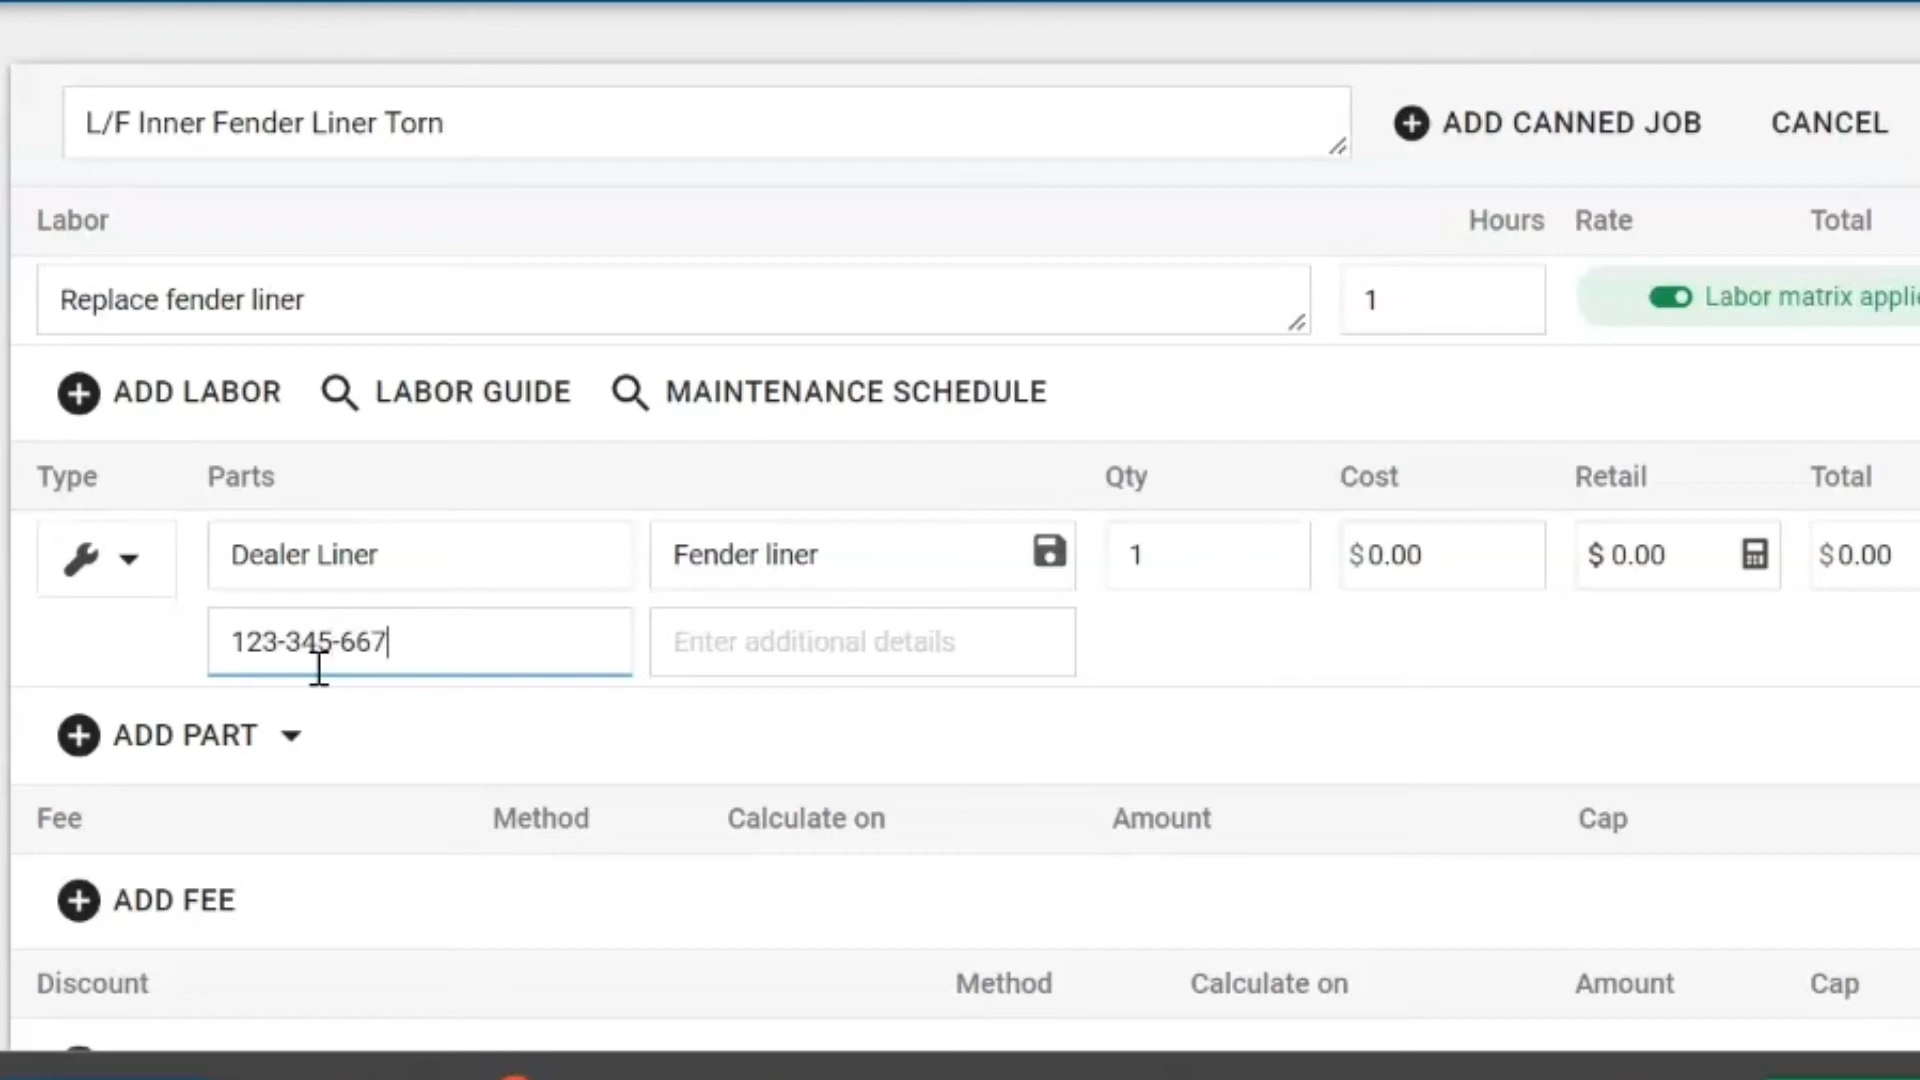 L/F Inner Fender Liner Torn
ADD CANNED JOB
CANCEL
Labor
Hours
Rate
Total
Replace fender liner
1
Labor matrix applie
ADD LABOR
LABOR GUIDE
MAINTENANCE SCHEDULE
Type
Parts
Qty
Cost
Retail
Total
Dealer Liner
Fender liner
1
$0.00
$ 0.00
$0.00
123-345-667
Enter additional details
ADD PART
Fee
Method
Calculate on
Amount
Cap
ADD FEE
Discount
Method
Calculate on
Amount
Cap